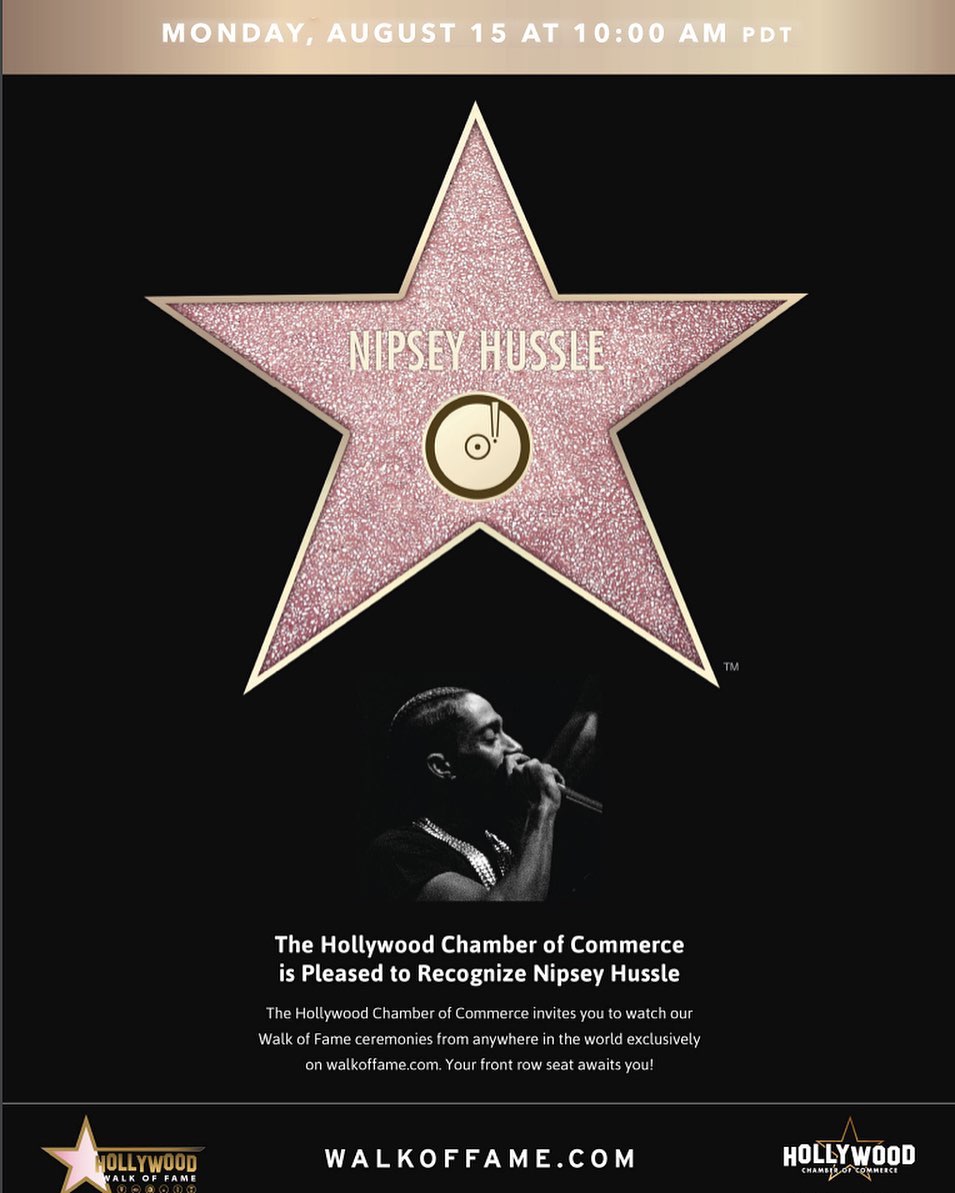 MONDAY, AUGUST 15 AT 10:00 AM PDT
NIPSEY HUSSLE
TM
The Hollywood Chamber of Commerce
is Pleased to Recognize Nipsey Hussle
The Hollywood Chamber of Commerce invites you to watch our
Walk of Fame ceremonies from anywhere in the world exclusively
on walkoffame.com. Your front row seat awaits you!
HOLLYWOOD
WALK OF FAME
WALKOFFAME.COM
HOLLYWOOD
CHAMBER OF COMMERCE